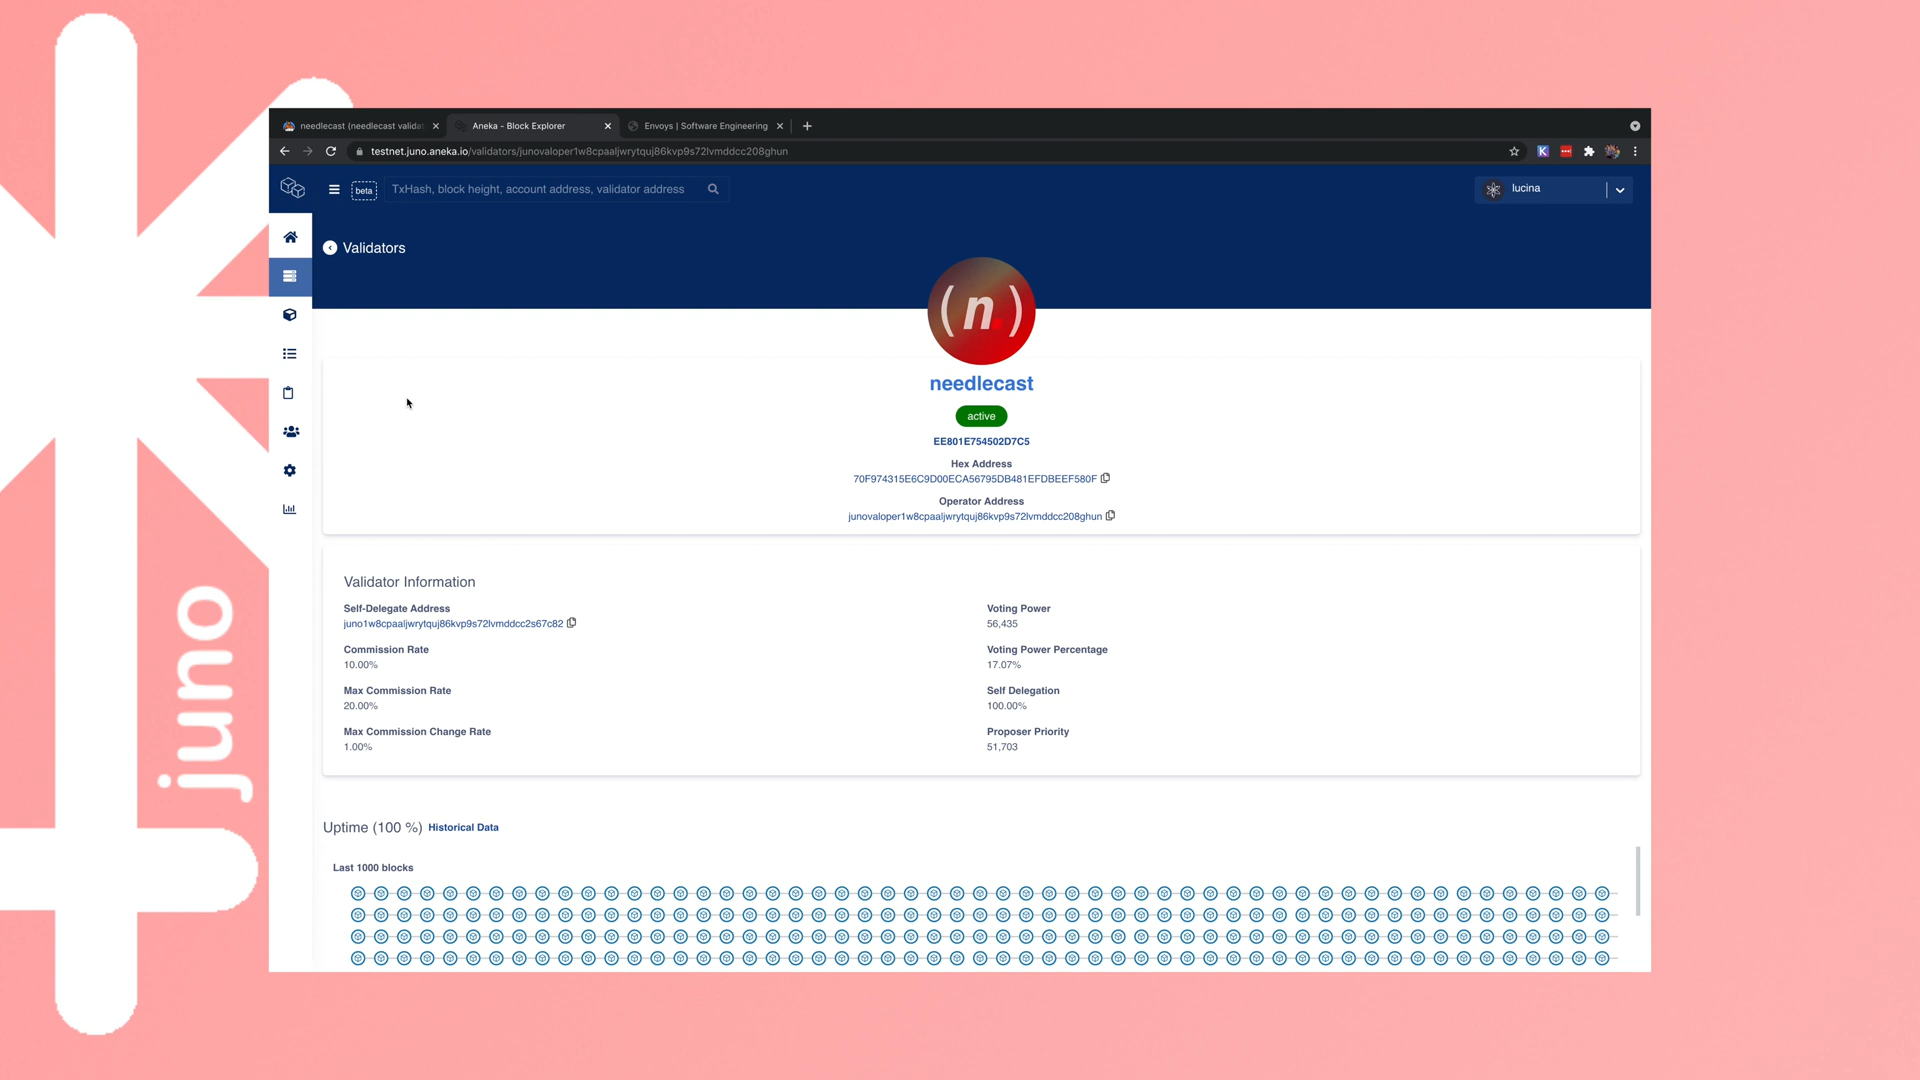 needlecast (needlecast valida
Aneka - Block Explorer
Envoys | Software Engineering
testnet.juno.aneka.io/validators/junovaloper1w8cpaaljwrytquj86kvp9s72lvmddcc208ghun
beta
TxHash, block height, account address, validator address
lucina
Validators
(n.)
needlecast
active
EE801E754502D7C5
Hex Address
70F974315E6C9D00ECA56795DB481EFDBEEF580F
Operator Address
junovaloper1w8cpaaljwrytquj86kvp9s72lvmddcc208ghun
Validator Information
Self-Delegate Address
juno1w8cpaaljwrytquj86kvp9s72lvmddcc2s67c82
Commission Rate
10.00%
Max Commission Rate
20.00%
Max Commission Change Rate
1.00%
Voting Power
56,435
Voting Power Percentage
17.07%
Self Delegation
100.00%
Proposer Priority
51,703
Uptime (100 %) Historical Data
Last 1000 blocks
juno